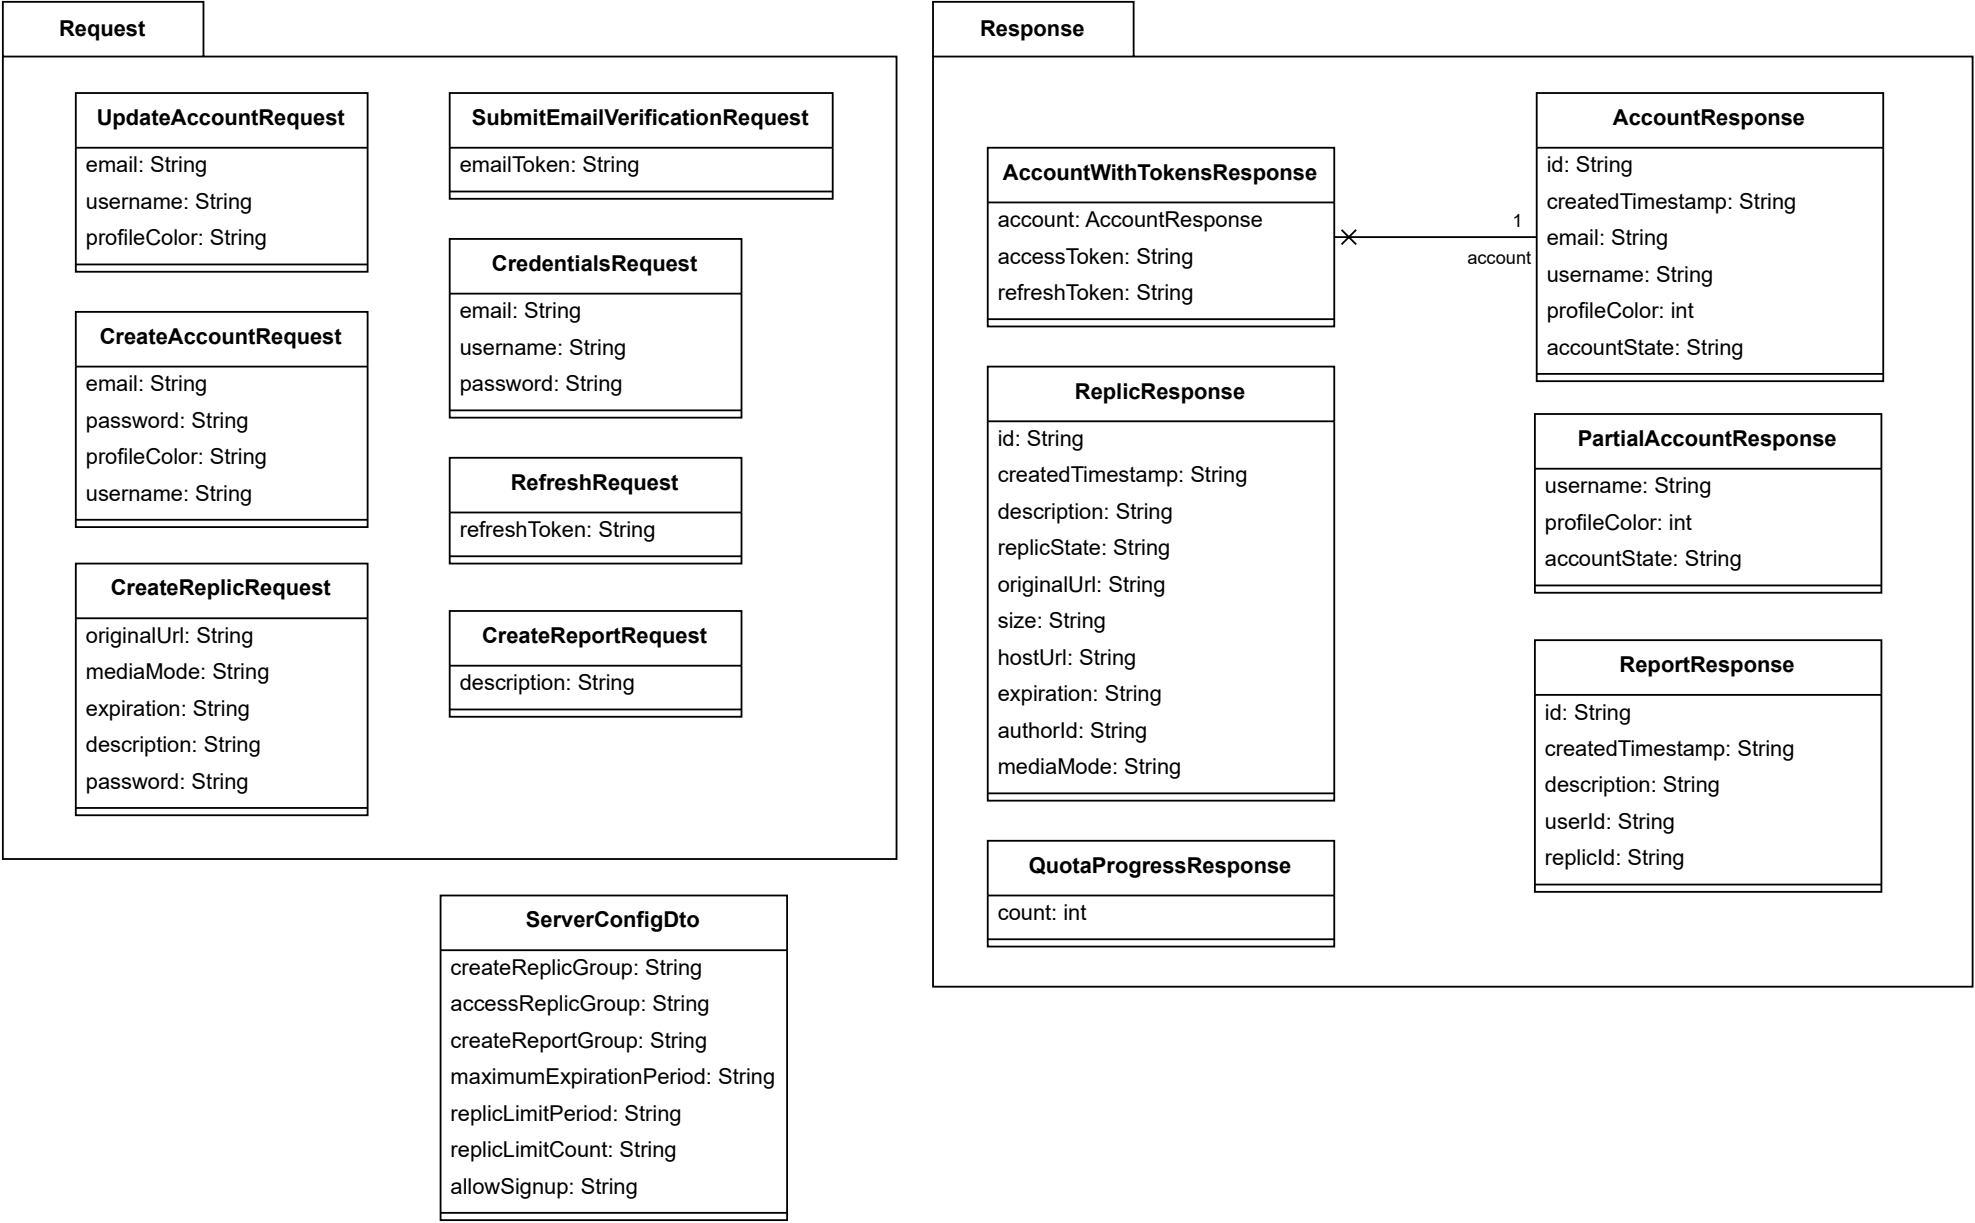 Request
UpdateAccountRequest
email: String
username: String
profileColor: String
CreateAccountRequest
email: String
password: String
profileColor: String
username: String
CreateReplicRequest
originalUrl: String
mediaMode: String
expiration: String
description: String
password: String
SubmitEmailVerificationRequest
emailToken: String
CredentialsRequest
email: String
username: String
password: String
RefreshRequest
refreshToken: String
CreateReportRequest
description: String
ServerConfigDto
createReplicGroup: String
accessReplicGroup: String
createReportGroup: String
maximumExpirationPeriod: String
replicLimitPeriod: String
replicLimitCount: String
allowSignup: String
Response
AccountWithTokensResponse
account: AccountResponse
accessToken: String
refreshToken: String
1
account
ReplicResponse
id: String
createdTimestamp: String
description: String
replicState: String
originalUrl: String
size: String
hostUrl: String
expiration: String
authorId: String
mediaMode: String
QuotaProgressResponse
count: int
AccountResponse
id: String
createdTimestamp: String
email: String
username: String
profileColor: int
accountState: String
PartialAccountResponse
username: String
profileColor: int
accountState: String
ReportResponse
id: String
createdTimestamp: String
description: String
userId: String
replicId: String